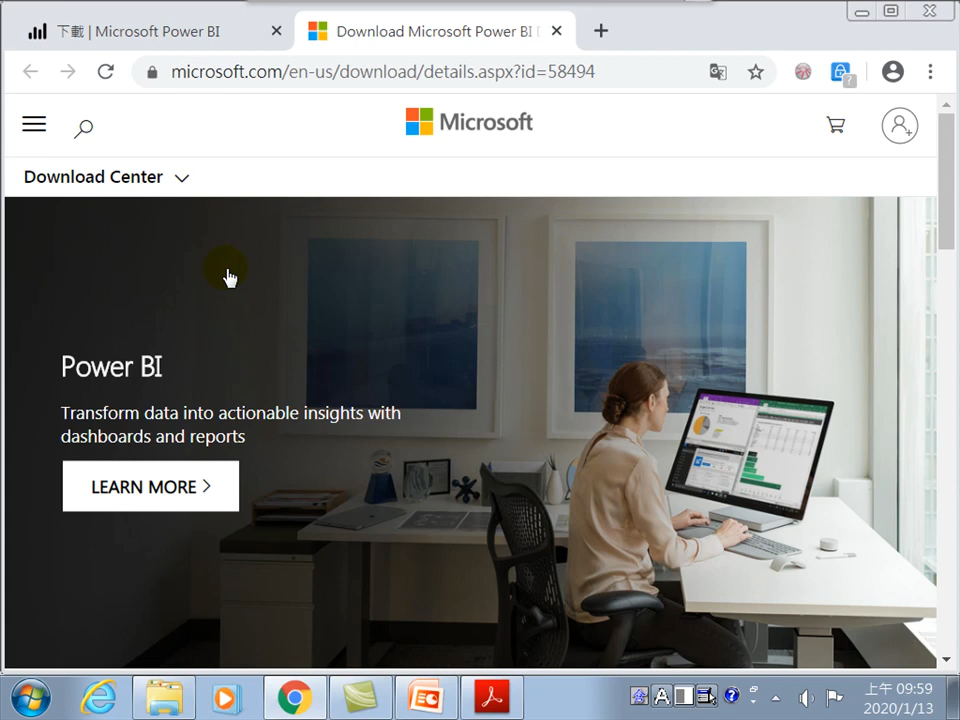 下載 | Microsoft Power BI
Download Microsoft Power BI
microsoft.com/en-us/download/details.aspx?id=58494
Microsoft
Download Center
Power BI
Transform data into actionable insights with
dashboards and reports
LEARN MORE
上午 09:59
2020/1/13